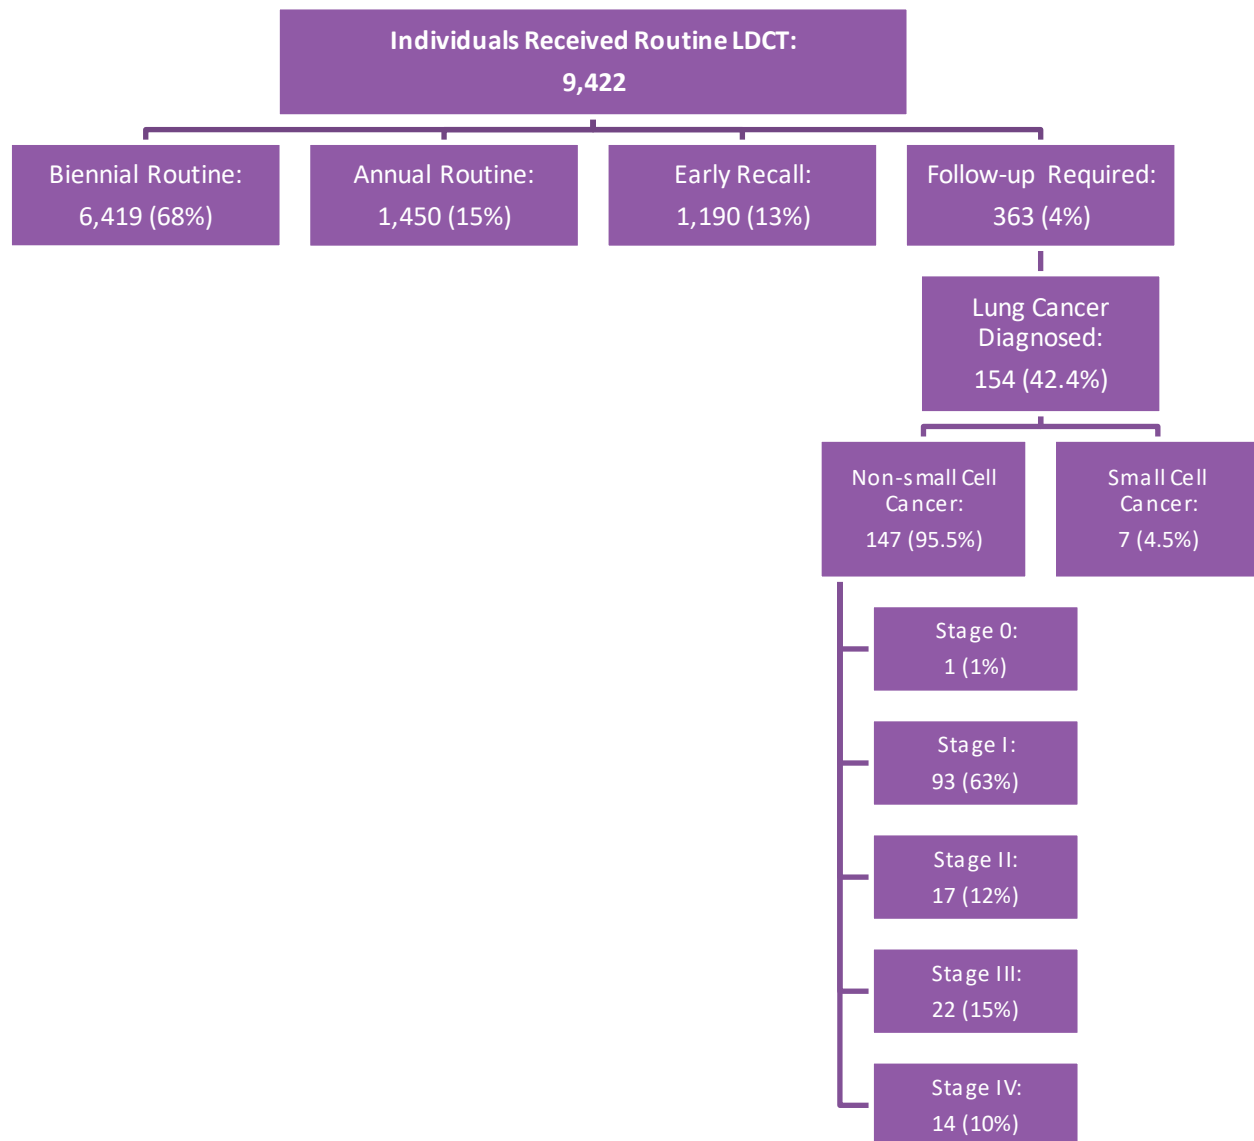 Individuals Received Routine LDCT:
9,422
Biennial Routine:
6,419 (68%)
Annual Routine:
1,450 (15%)
Early Recall:
1,190 (13%)
Follow-up Required:
363 (4%)
Lung Cancer
Diagnosed:
154 (42.4%)
Non-small Cell
Cancer:
147 (95.5%)
Small Cell
Cancer:
7 (4.5%)
Stage 0:
1 (1%)
Stage I:
93 (63%)
Stage II:
17 (12%)
Stage III:
22 (15%)
Stage IV:
14 (10%)